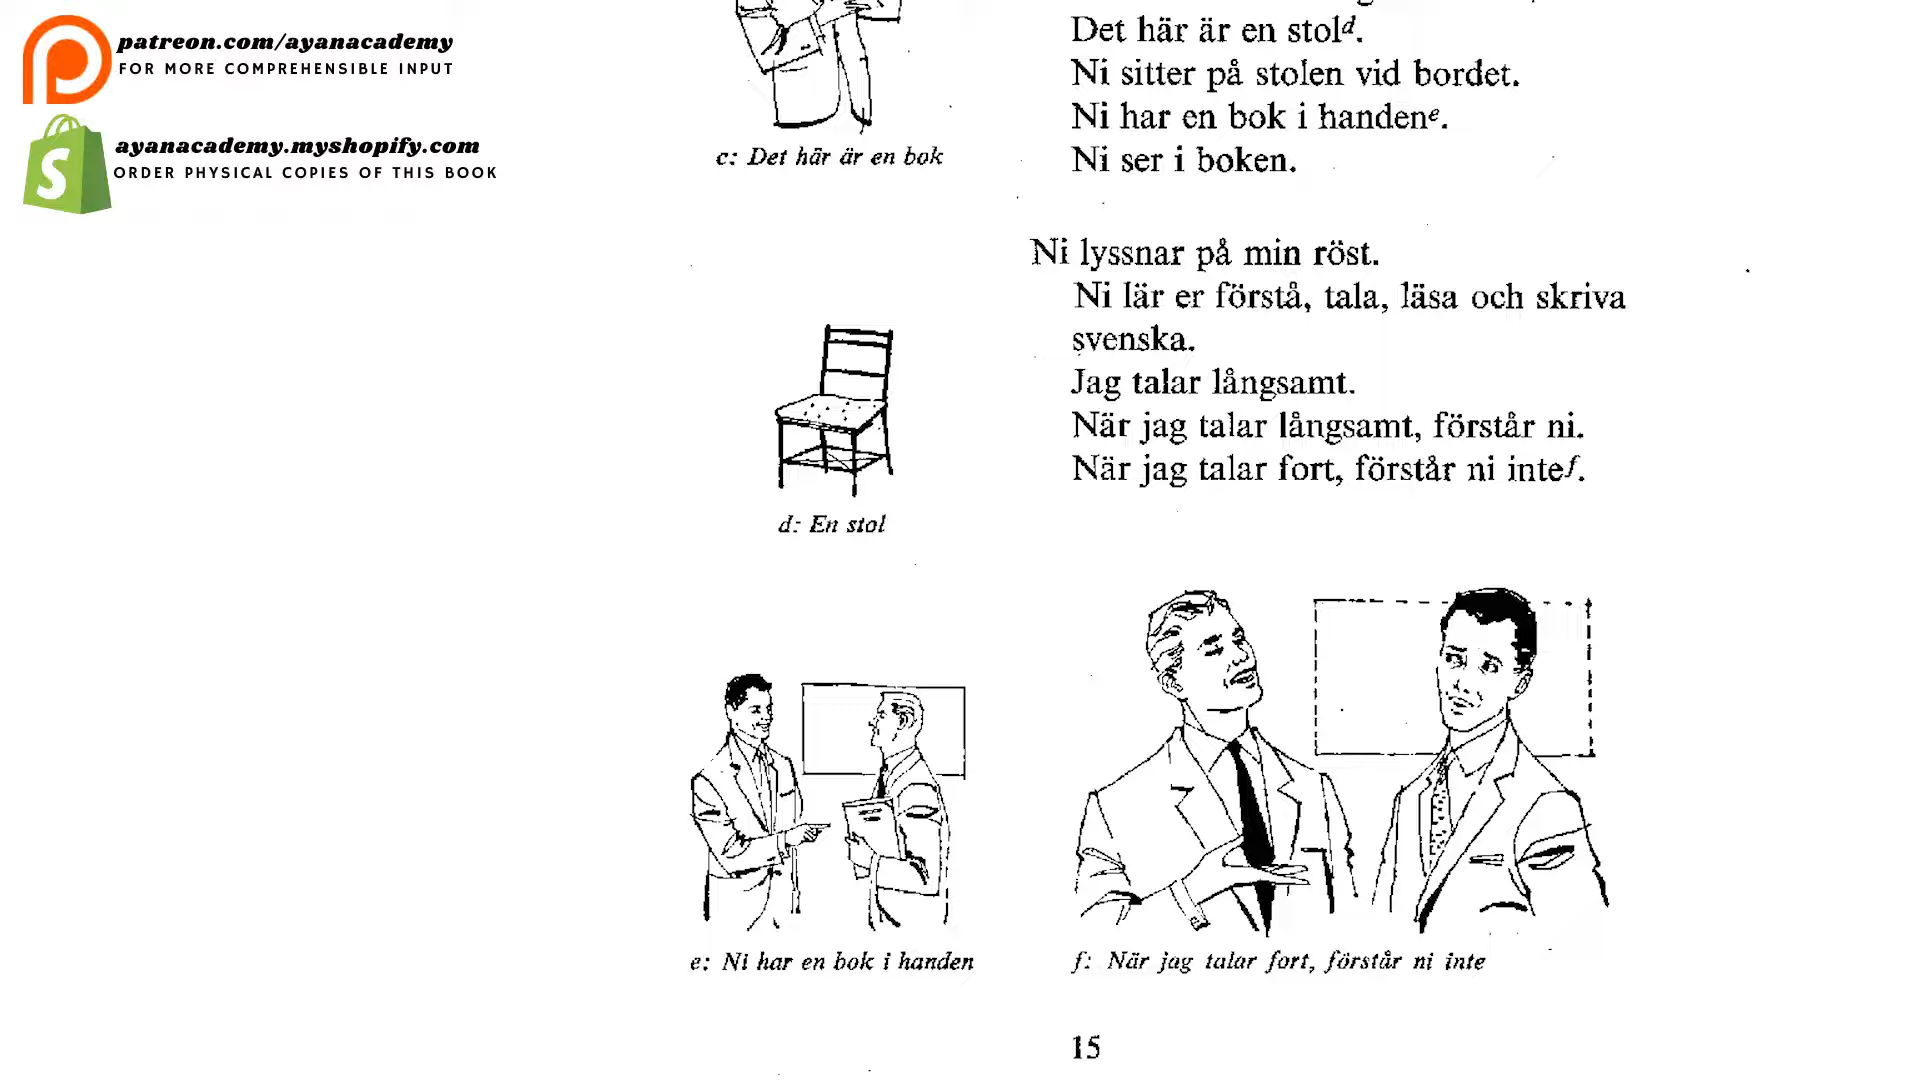 patreon.com/ayanacademy
FOR MORE COMPREHENSIBLE INPUT
ayanacademy.myshopify.com
ORDER PHYSICAL COPIES OF THIS BOOK
c: Det här är en bok
Det här är en stolᵈ.
Ni sitter på stolen vid bordet.
Ni har en bok i handenᵉ.
Ni ser i boken.
Ni lyssnar på min röst.
Ni lär er förstå, tala, läsa och skriva
svenska.
Jag talar långsamt.
När jag talar långsamt, förstår ni.
När jag talar fort, förstår ni inteᶠ.
d: En stol
e: Ni har en bok i handen
f: När jag talar fort, förstår ni inte
15